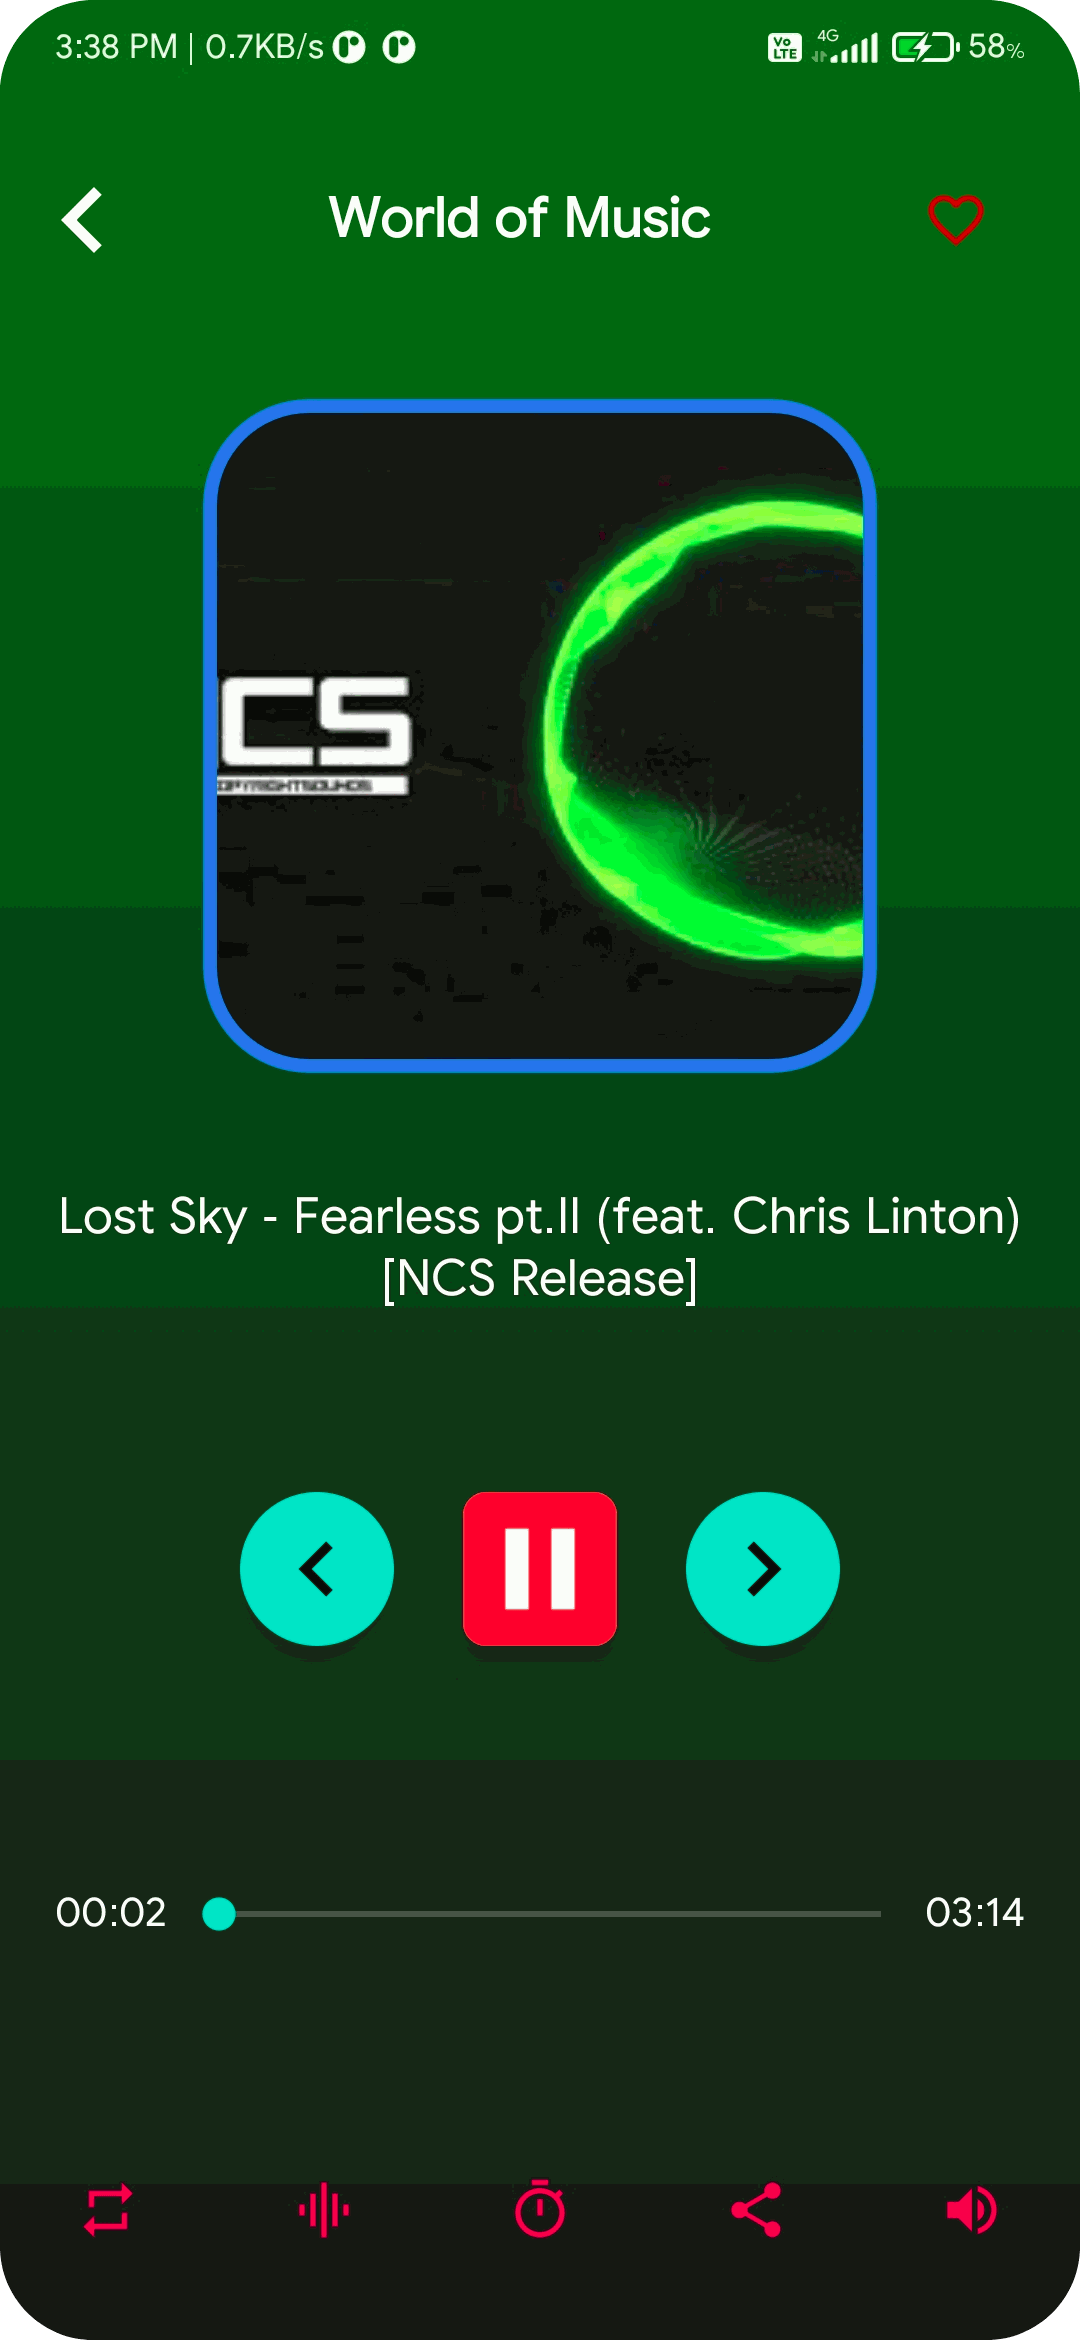 3:38 PM | 0.7KB/s
Vo LTE 4G 58%
World of Music
CS
Lost Sky - Fearless pt.II (feat. Chris Linton)
[NCS Release]
00:02
03:14